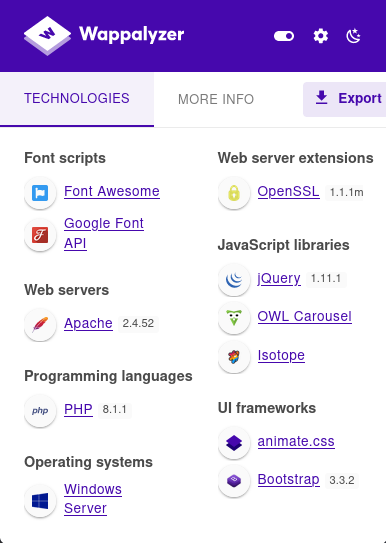 Wappalyzer
TECHNOLOGIES
MORE INFO
Export
Font scripts
Font Awesome
Google Font
API
Web servers
Apache 2.4.52
Programming languages
php PHP 8.1.1
Operating systems
Windows
Server
Web server extensions
OpenSSL 1.1.1m
JavaScript libraries
jQuery 1.11.1
OWL Carousel
Isotope
UI frameworks
animate.css
Bootstrap 3.3.2